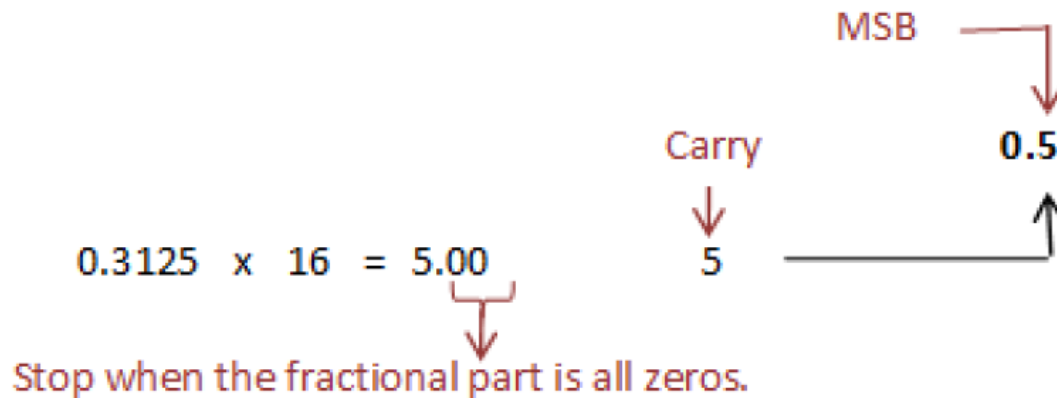 MSB
Carry 0.5
0.3125 x 16 = 5.00 5
Stop when the fractional part is all zeros.